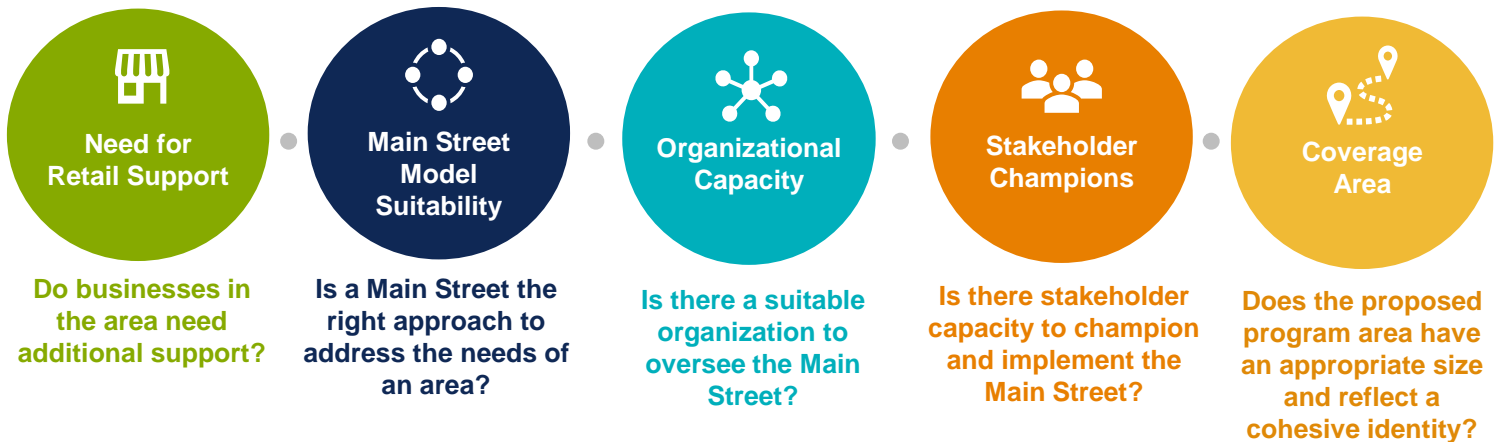 Need for
Retail Support
Do businesses in
the area need
additional support?
Main Street
Model
Suitability
Is a Main Street the
right approach to
address the needs of
an area?
Organizational
Capacity
Is there a suitable
organization to
oversee the Main
Street?
Stakeholder
Champions
Is there stakeholder
capacity to champion
and implement the
Main Street?
Coverage
Area
Does the proposed
program area have
an appropriate size
and reflect a
cohesive identity?